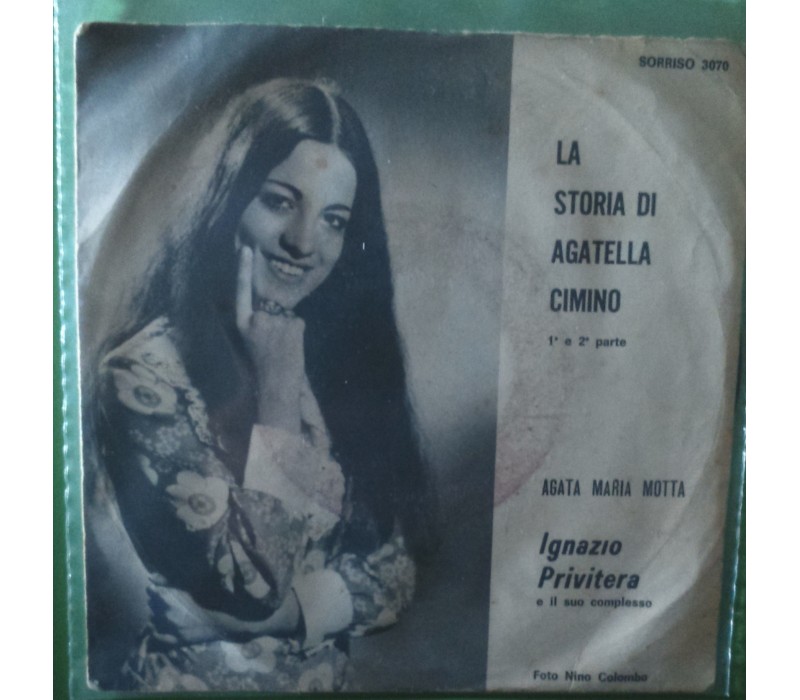 SORRISO 3070
LA
STORIA DI
AGATELLA
CIMINO
1ª e 2ª parte
AGATA MARIA MOTTA
Ignazio
Privitera
e il suo complesso
Foto Nino Colombo